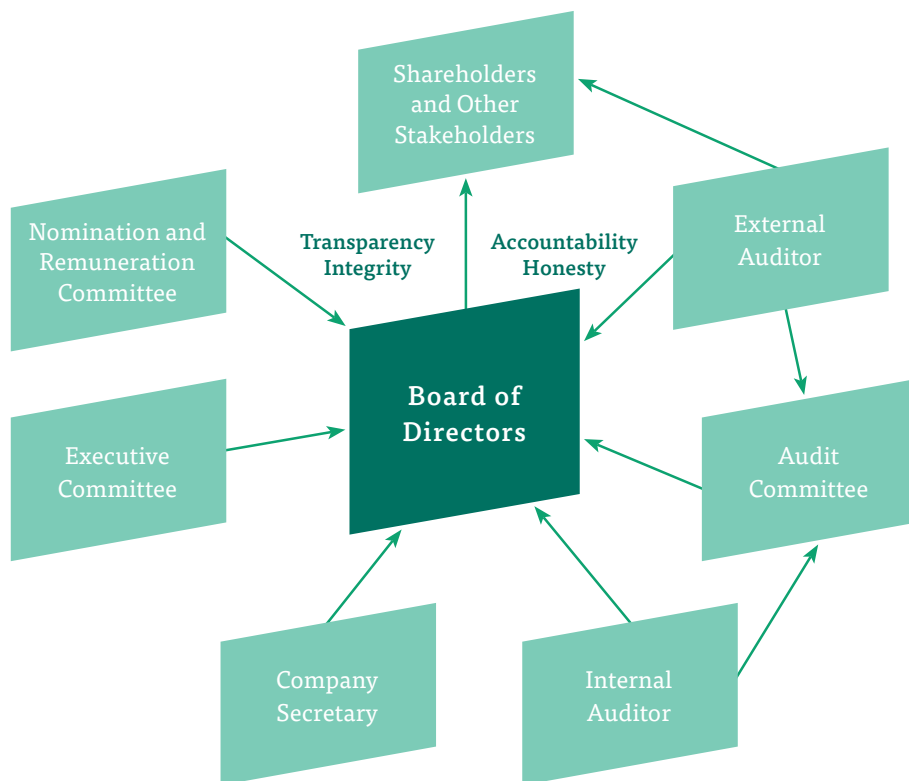 Shareholders
and Other
Stakeholders
Nomination and
Remuneration
Committee
Transparency
Integrity
Accountability
Honesty
External
Auditor
Board of
Directors
Executive
Committee
Audit
Committee
Company
Secretary
Internal
Auditor